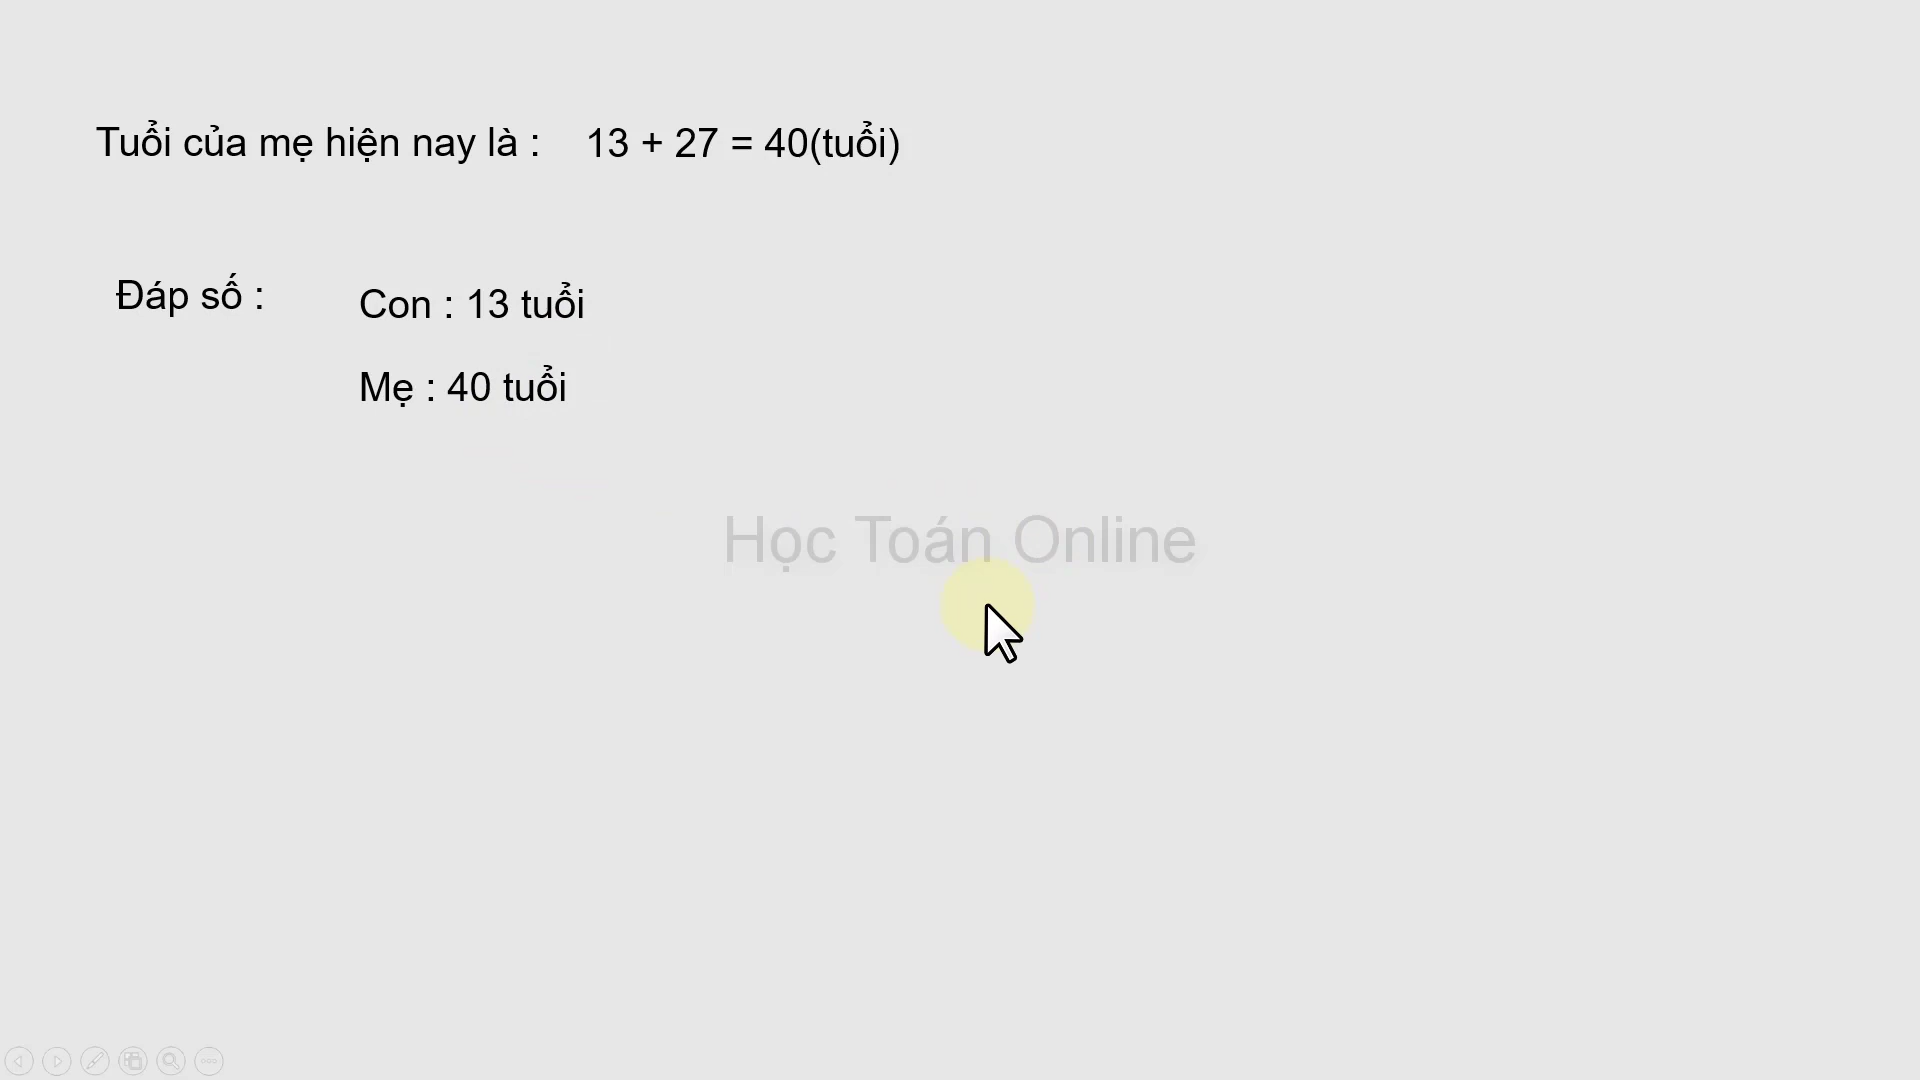 Tuổi của mẹ hiện nay là : 13 + 27 = 40(tuổi)
Đáp số : Con : 13 tuổi
Mẹ : 40 tuổi
Học Toán Online